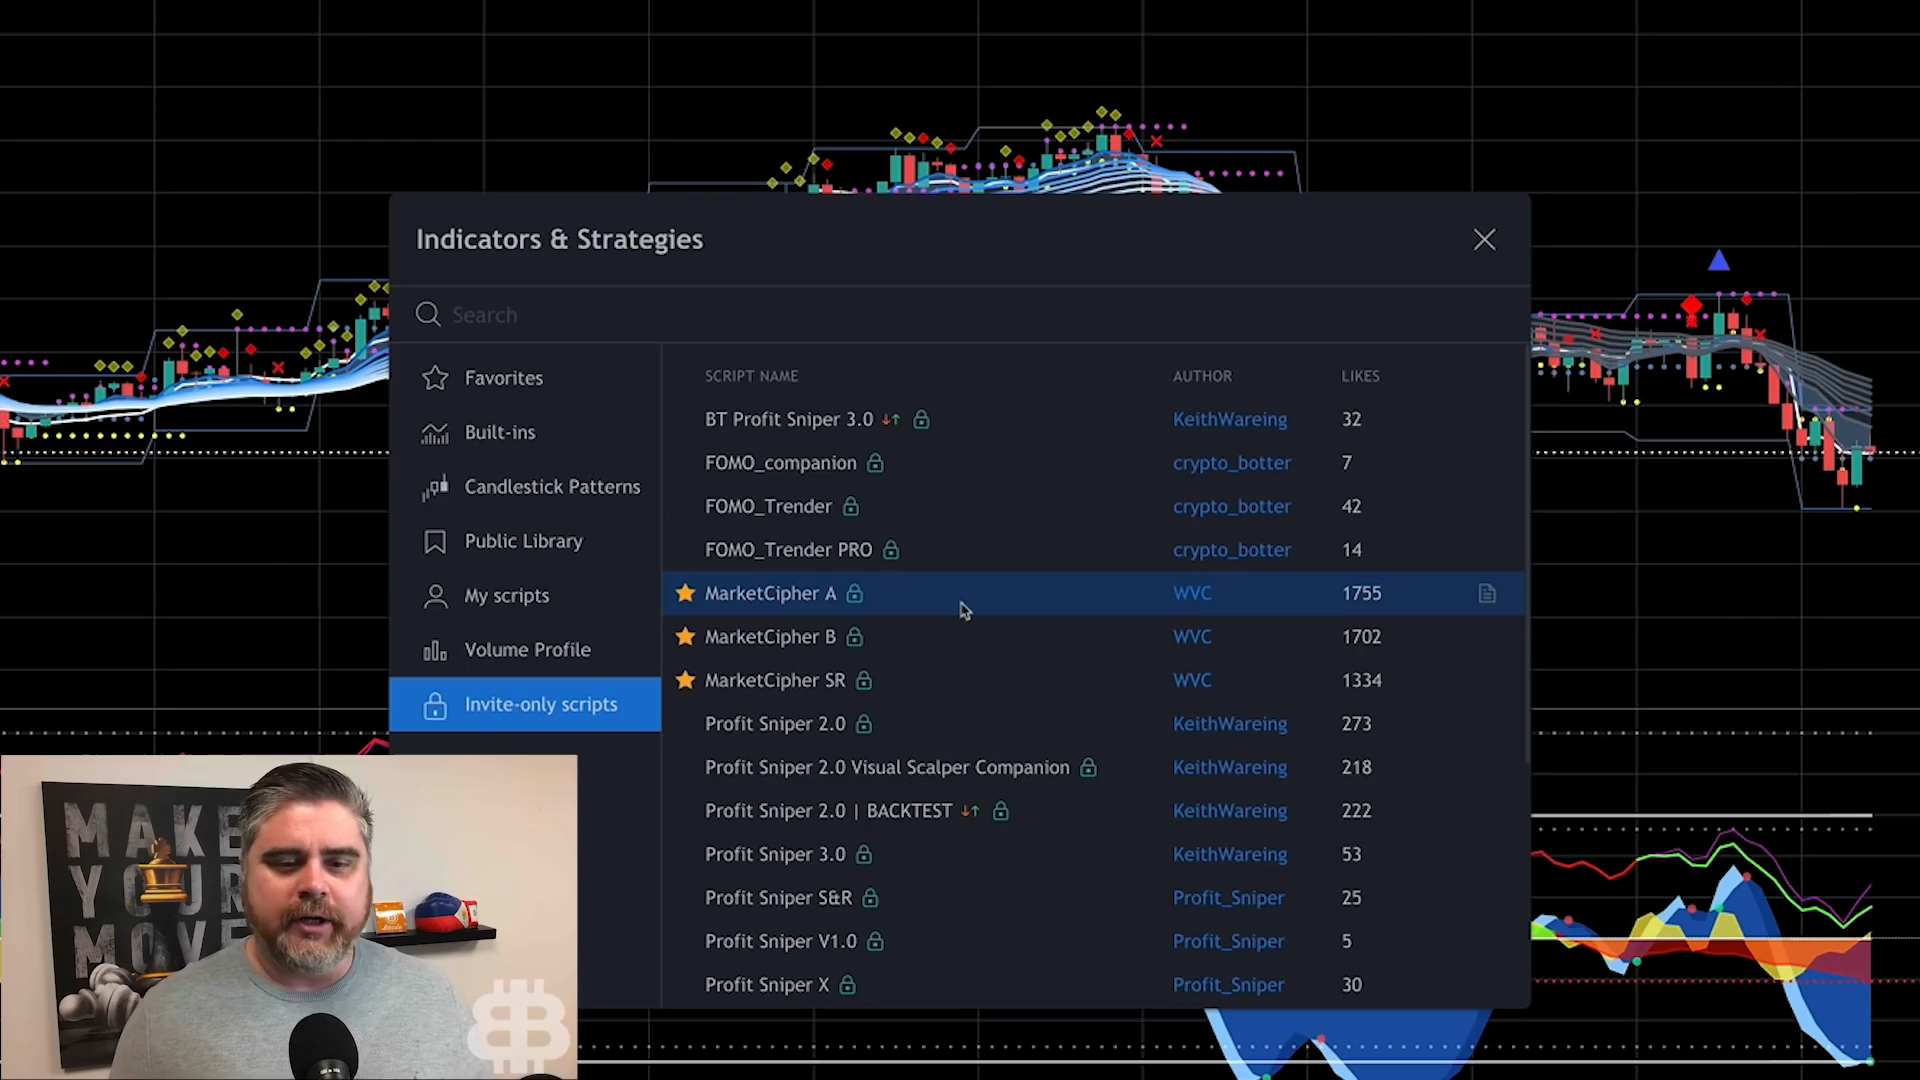 Indicators & Strategies
Search
Favorites
Built-ins
Candlestick Patterns
Public Library
My scripts
Volume Profile
Invite-only scripts
SCRIPT NAME AUTHOR LIKES
BT Profit Sniper 3.0 KeithWareing 32
FOMO_companion crypto_botter 7
FOMO_Trender crypto_botter 42
FOMO_Trender PRO crypto_botter 14
MarketCipher A WVC 1755
MarketCipher B WVC 1702
MarketCipher SR WVC 1334
Profit Sniper 2.0 KeithWareing 273
Profit Sniper 2.0 Visual Scalper Companion KeithWareing 218
Profit Sniper 2.0 | BACKTEST KeithWareing 222
Profit Sniper 3.0 KeithWareing 53
Profit Sniper S&R Profit_Sniper 25
Profit Sniper V1.0 Profit_Sniper 5
Profit Sniper X Profit_Sniper 30
MAKE
YOUR
MOVE